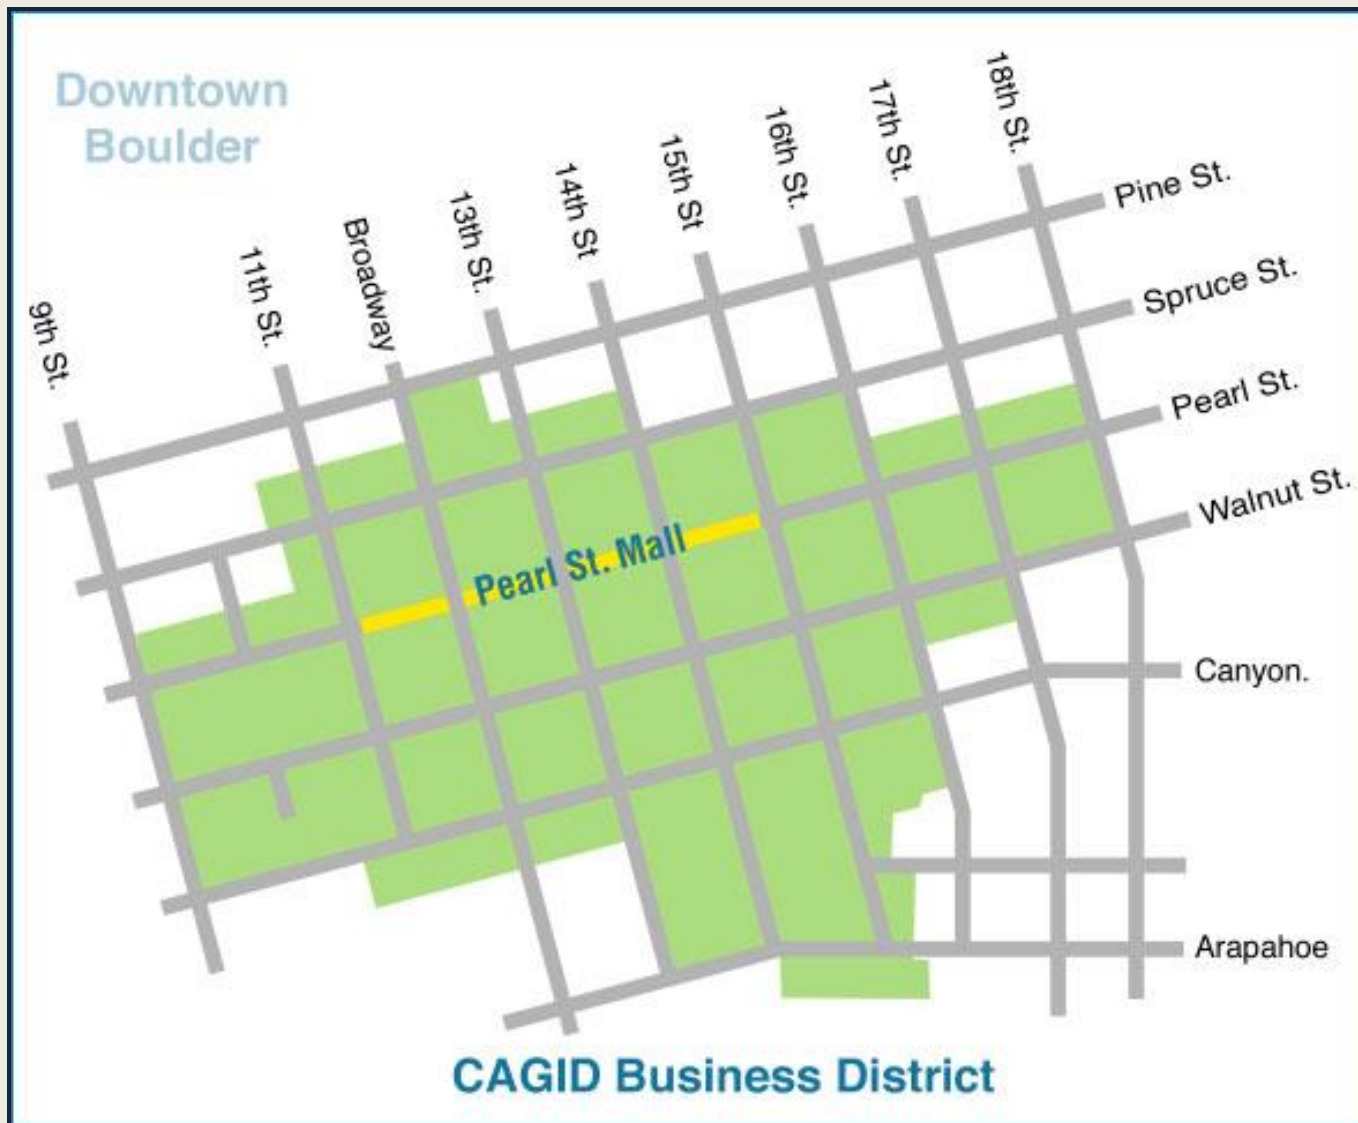 Downtown
Boulder
9th St.
11th St.
Broadway
13th St.
14th St
15th St
16th St.
17th St.
18th St.
Pine St.
Spruce St.
Pearl St.
Walnut St.
Pearl St. Mall
Canyon.
Arapahoe
CAGID Business District